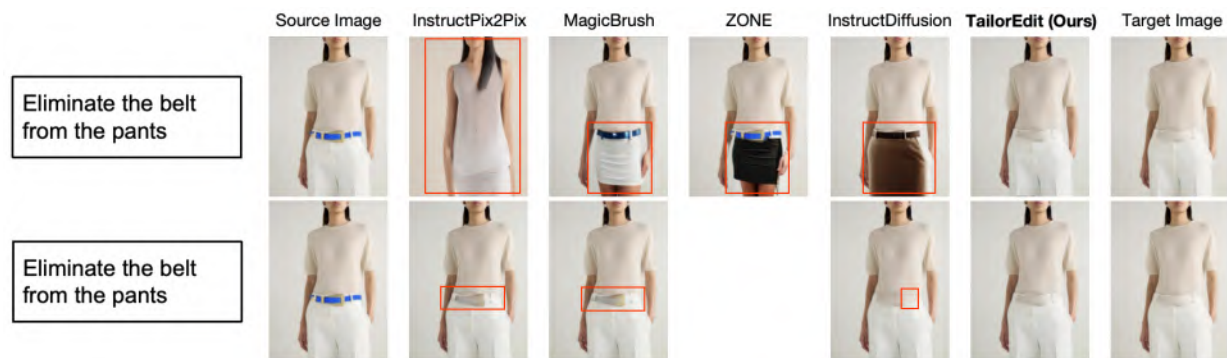 Source Image InstructPix2Pix MagicBrush ZONE InstructDiffusion TailorEdit (Ours) Target Image
Eliminate the belt
from the pants
Eliminate the belt
from the pants